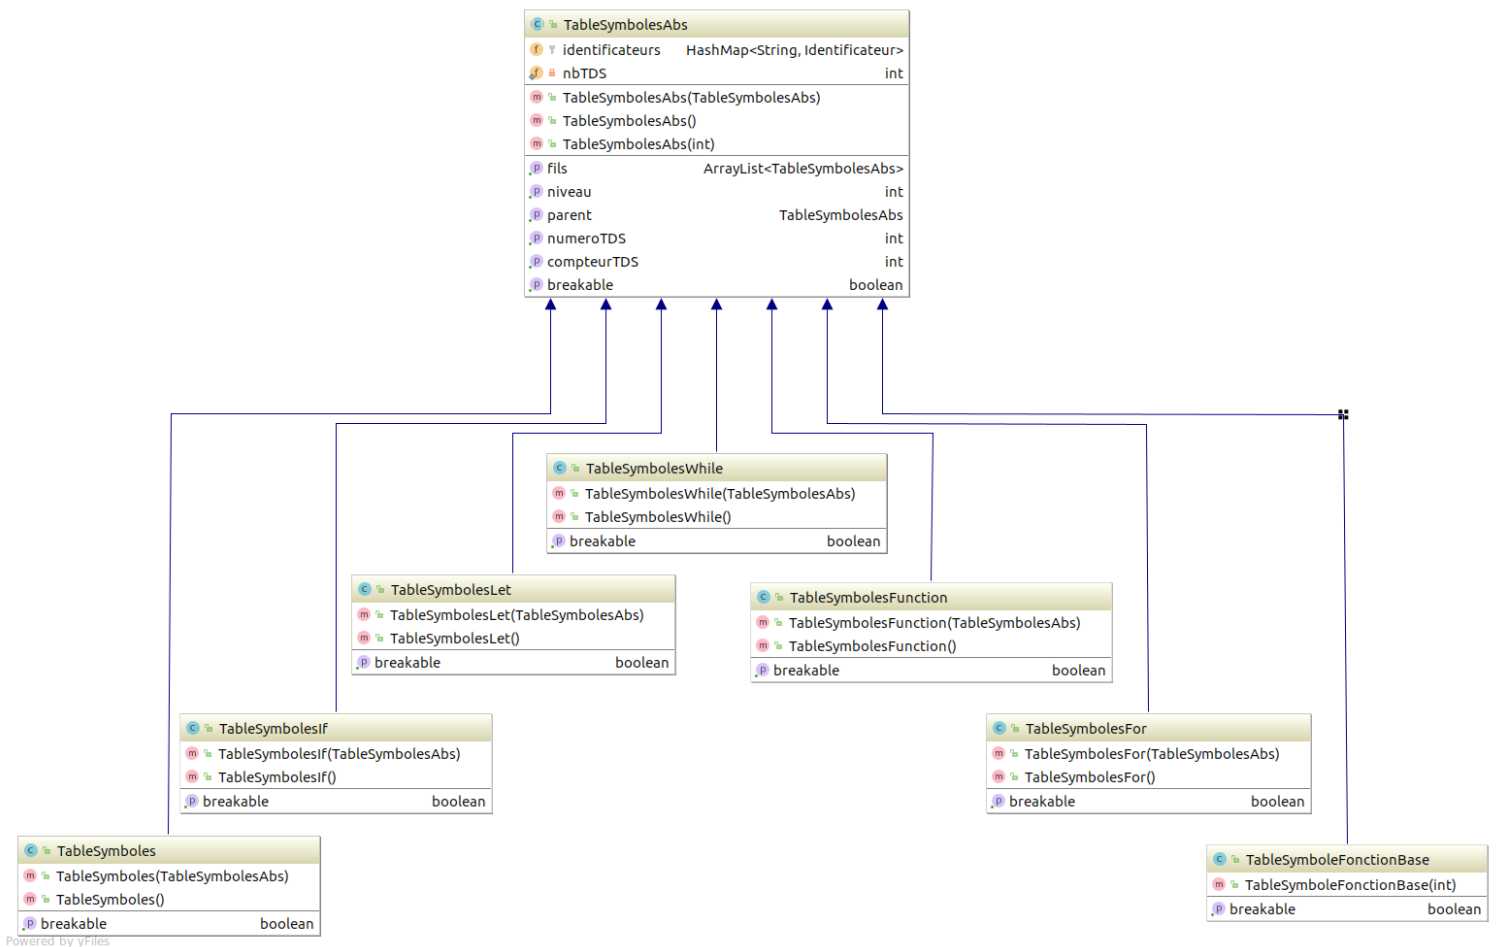 TableSymbolesAbs
identificateurs HashMap<String, Identificateur>
nbTDS int
TableSymbolesAbs(TableSymbolesAbs)
TableSymbolesAbs()
TableSymbolesAbs(int)
fils ArrayList<TableSymbolesAbs>
niveau int
parent TableSymbolesAbs
numeroTDS int
compteurTDS int
breakable boolean
TableSymbolesWhile
TableSymbolesWhile(TableSymbolesAbs)
TableSymbolesWhile()
breakable boolean
TableSymbolesLet
TableSymbolesLet(TableSymbolesAbs)
TableSymbolesLet()
breakable boolean
TableSymbolesFunction
TableSymbolesFunction(TableSymbolesAbs)
TableSymbolesFunction()
breakable boolean
TableSymbolesIf
TableSymbolesIf(TableSymbolesAbs)
TableSymbolesIf()
breakable boolean
TableSymbolesFor
TableSymbolesFor(TableSymbolesAbs)
TableSymbolesFor()
breakable boolean
TableSymboles
TableSymboles(TableSymbolesAbs)
TableSymboles()
breakable boolean
TableSymboleFonctionBase
TableSymboleFonctionBase(int)
breakable boolean
Powered by yFiles